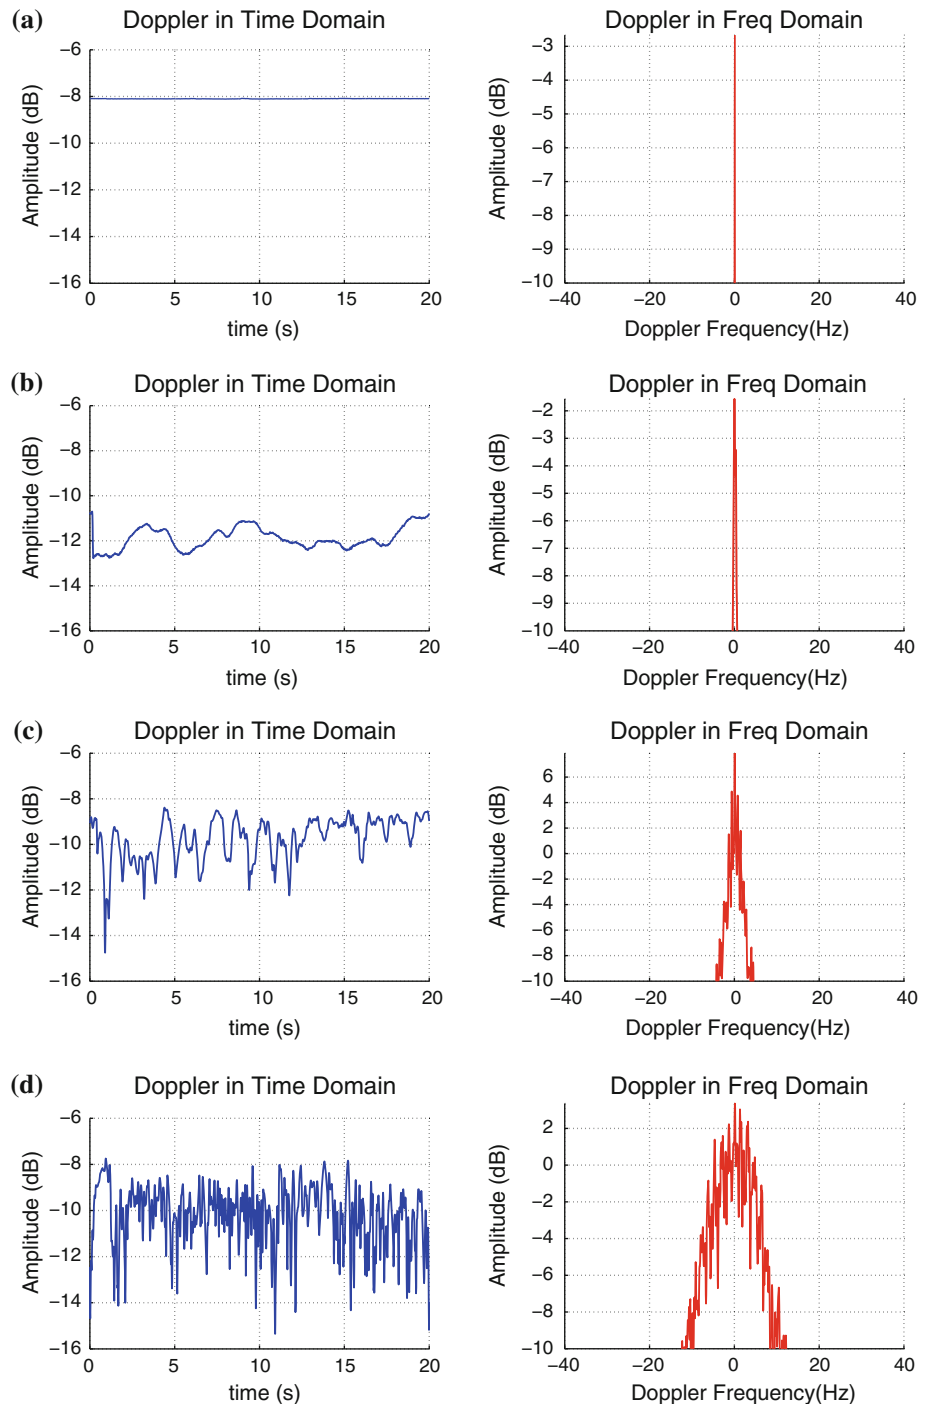 (a)
Doppler in Time Domain
Amplitude (dB)
−6
−8
−10
−12
−14
−16
0 5 10 15 20
time (s)
Doppler in Freq Domain
Amplitude (dB)
−3
−4
−5
−6
−7
−8
−9
−10
−40 −20 0 20 40
Doppler Frequency(Hz)
(b)
Doppler in Time Domain
Amplitude (dB)
−6
−8
−10
−12
−14
−16
0 5 10 15 20
time (s)
Doppler in Freq Domain
Amplitude (dB)
−2
−3
−4
−5
−6
−7
−8
−9
−10
−40 −20 0 20 40
Doppler Frequency(Hz)
(c)
Doppler in Time Domain
Amplitude (dB)
−6
−8
−10
−12
−14
−16
0 5 10 15 20
time (s)
Doppler in Freq Domain
Amplitude (dB)
6
4
2
0
−2
−4
−6
−8
−10
−40 −20 0 20 40
Doppler Frequency(Hz)
(d)
Doppler in Time Domain
Amplitude (dB)
−6
−8
−10
−12
−14
−16
0 5 10 15 20
time (s)
Doppler in Freq Domain
Amplitude (dB)
2
0
−2
−4
−6
−8
−10
−40 −20 0 20 40
Doppler Frequency(Hz)